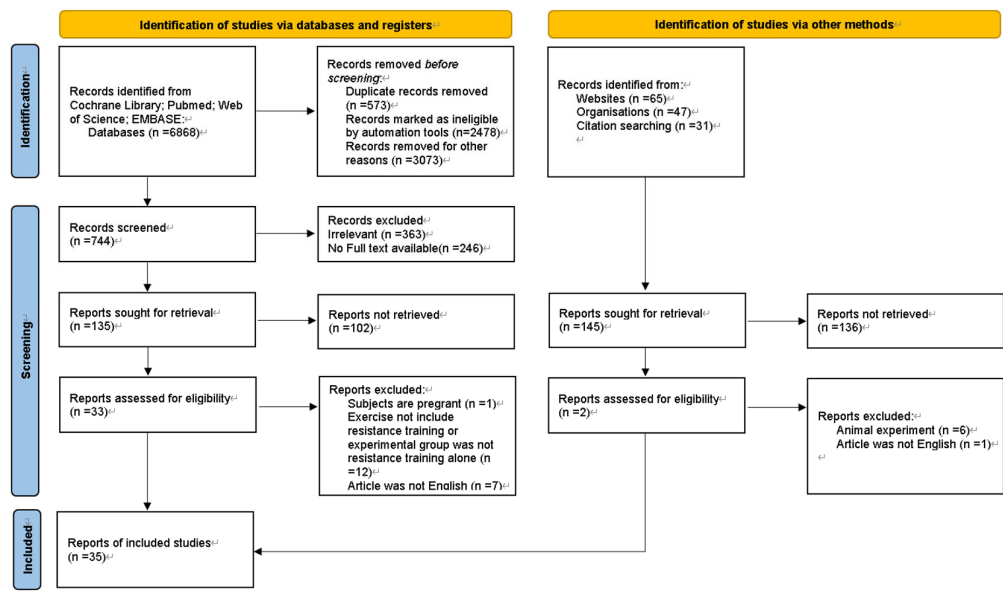 Identification of studies via databases and registers↵
Identification of studies via other methods↵
Identification
Records identified from
Cochrane Library; Pubmed; Web
of Science; EMBASE:↵
Databases (n =6868)↵
Records removed before
screening:↵
Duplicate records removed
(n =573)↵
Records marked as ineligible
by automation tools (n=2478)↵
Records removed for other
reasons (n =3073)↵
Records identified from:↵
Websites (n =65)↵
Organisations (n =47)↵
Citation searching (n =31)↵
↵
Screening
Records screened↵
(n =744)↵
Records excluded↵
Irrelevant (n =363)↵
No Full text available(n =246)↵
Reports sought for retrieval↵
(n =135)↵
Reports not retrieved↵
(n =102)↵
Reports sought for retrieval↵
(n =145)↵
Reports not retrieved↵
(n =136)↵
Reports assessed for eligibility↵
(n =33)↵
Reports excluded:↵
Subjects are pregrant (n =1)↵
Exercise not include
resistance training or
experimental group was not
resistance training alone (n
=12)↵
Article was not English (n =7)↵
Reports assessed for eligibility↵
(n =2)↵
Reports excluded:↵
Animal experiment (n =6)↵
Article was not English (n =1)↵
↵
Included
Reports of included studies↵
(n =35)↵